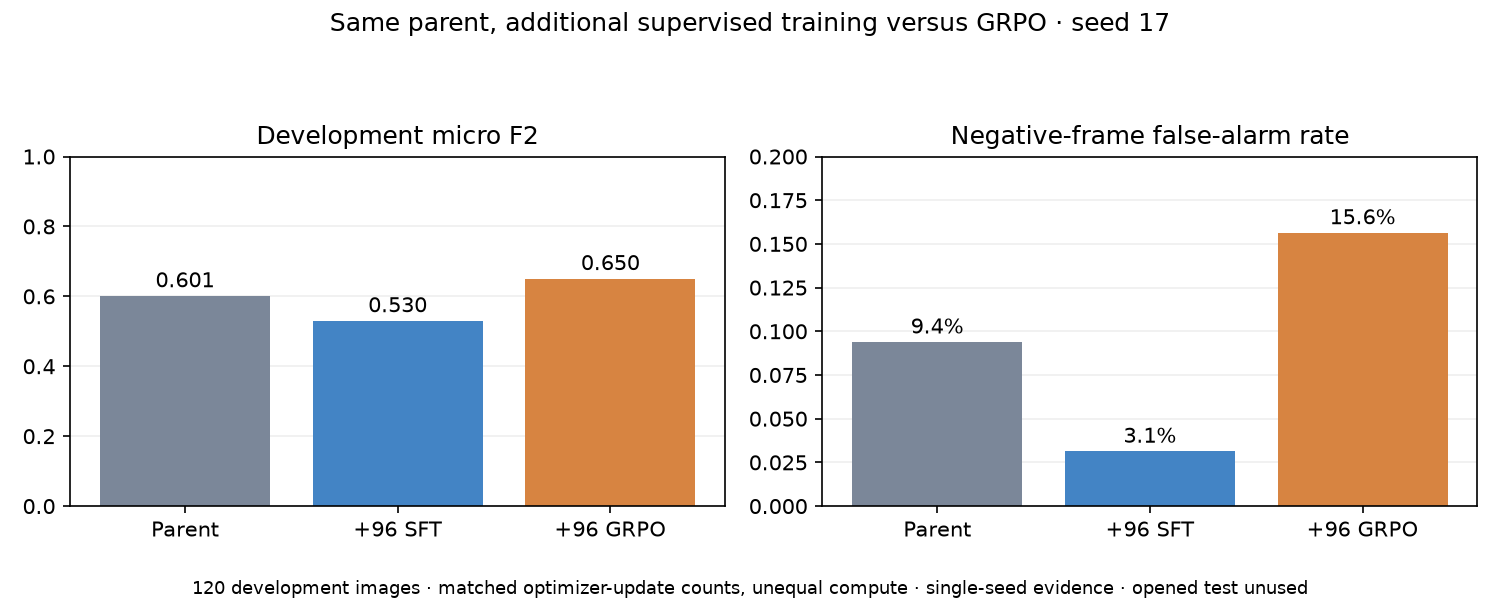 Same parent, additional supervised training versus GRPO · seed 17
Development micro F2
1.0
0.8
0.6
0.4
0.2
0.0
0.601
0.530
0.650
Parent
+96 SFT
+96 GRPO
Negative-frame false-alarm rate
0.200
0.175
0.150
0.125
0.100
0.075
0.050
0.025
0.000
9.4%
3.1%
15.6%
Parent
+96 SFT
+96 GRPO
120 development images · matched optimizer-update counts, unequal compute · single-seed evidence · opened test unused